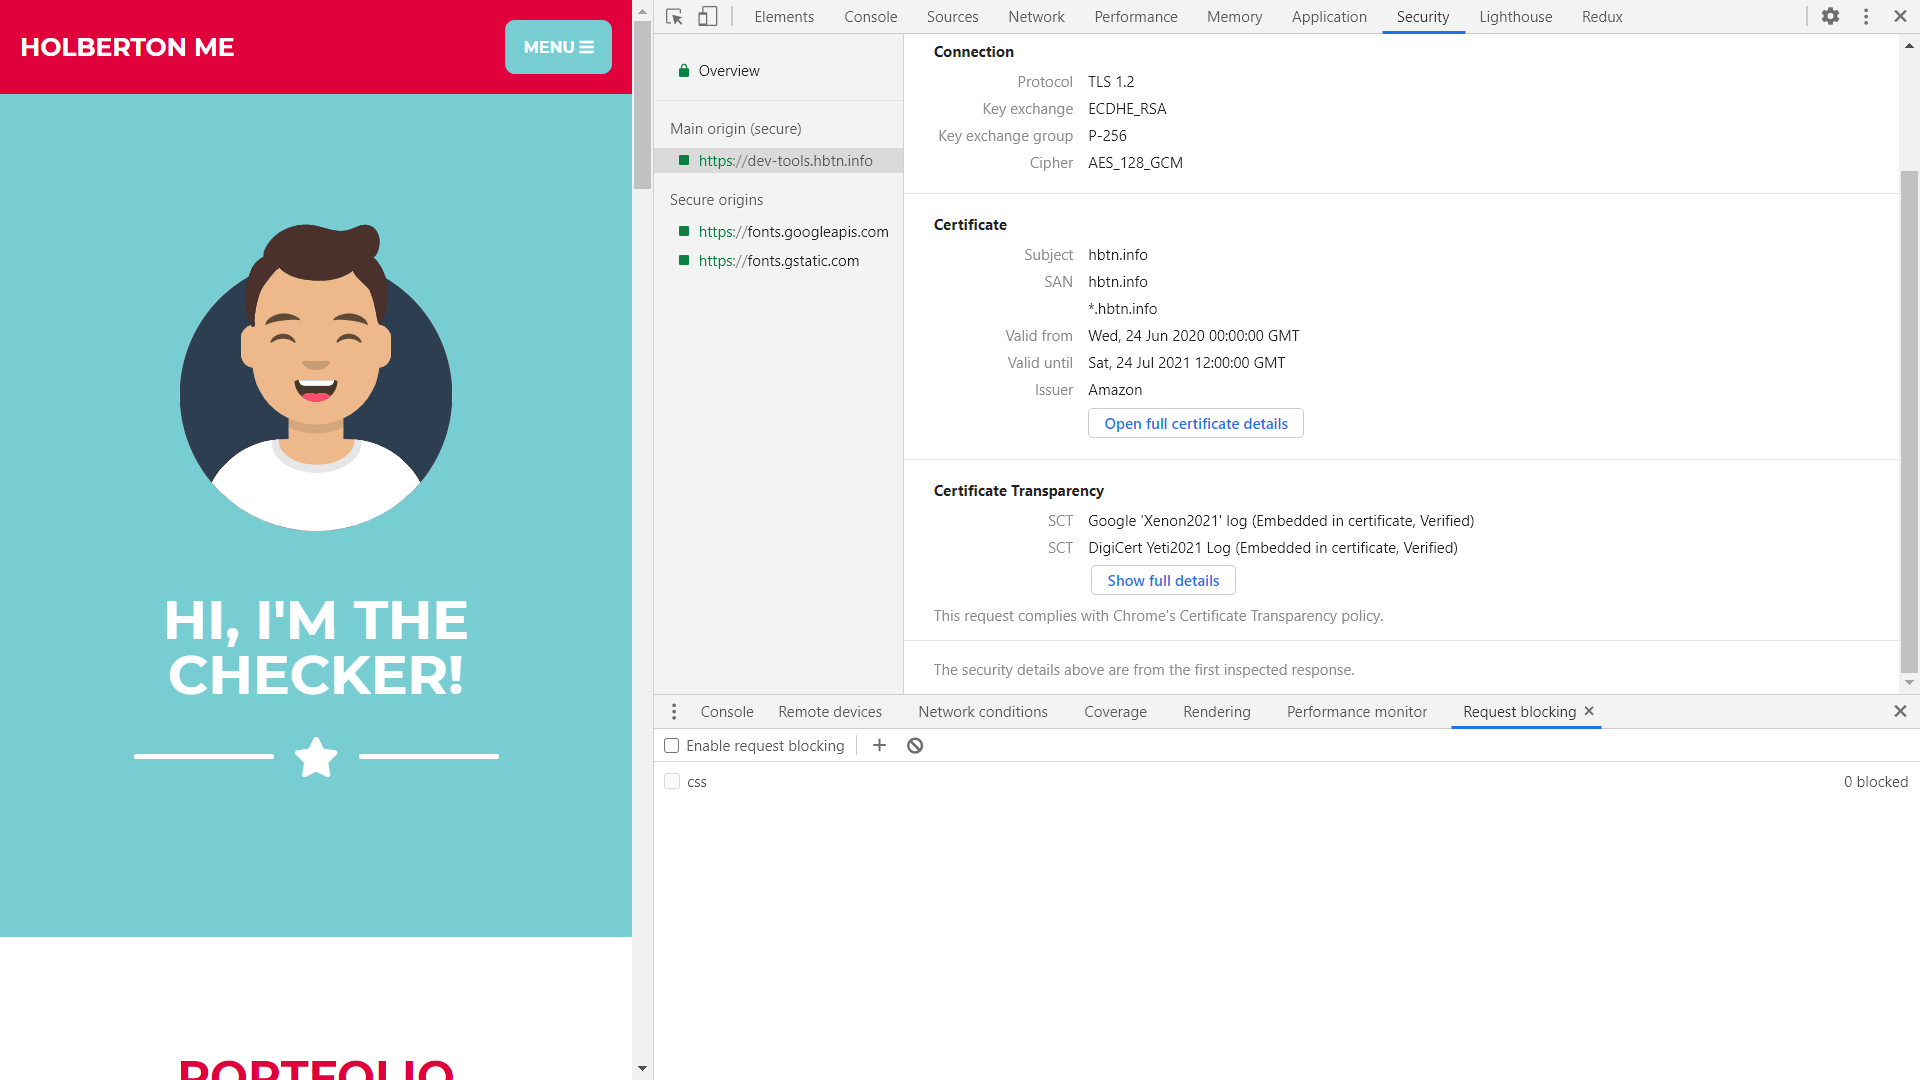 HOLBERTON ME
MENU
HI, I'M THE
CHECKER!
PORTFOLIO
Elements Console Sources Network Performance Memory Application Security Lighthouse Redux
Overview
Main origin (secure)
https://dev-tools.hbtn.info
Secure origins
https://fonts.googleapis.com
https://fonts.gstatic.com
Connection
Protocol TLS 1.2
Key exchange ECDHE_RSA
Key exchange group P-256
Cipher AES_128_GCM
Certificate
Subject hbtn.info
SAN hbtn.info
*.hbtn.info
Valid from Wed, 24 Jun 2020 00:00:00 GMT
Valid until Sat, 24 Jul 2021 12:00:00 GMT
Issuer Amazon
Open full certificate details
Certificate Transparency
SCT Google 'Xenon2021' log (Embedded in certificate, Verified)
SCT DigiCert Yeti2021 Log (Embedded in certificate, Verified)
Show full details
This request complies with Chrome's Certificate Transparency policy.
The security details above are from the first inspected response.
Console Remote devices Network conditions Coverage Rendering Performance monitor Request blocking
Enable request blocking
css 0 blocked